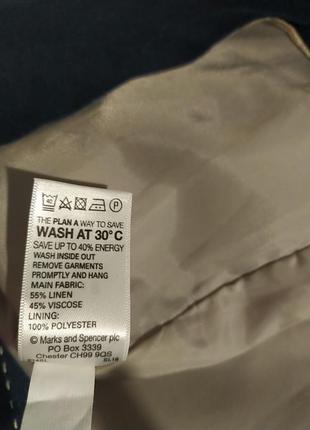 40 P
THE PLAN A WAY TO SAVE
WASH AT 30°C
SAVE UP TO 40% ENERGY
WASH INSIDE OUT
REMOVE GARMENTS
PROMPTLY AND HANG
MAIN FABRIC:
55% LINEN
45% VISCOSE
LINING:
100% POLYESTER
© Marks and Spencer plc
PO Box 3339
Chester CH99 9QS